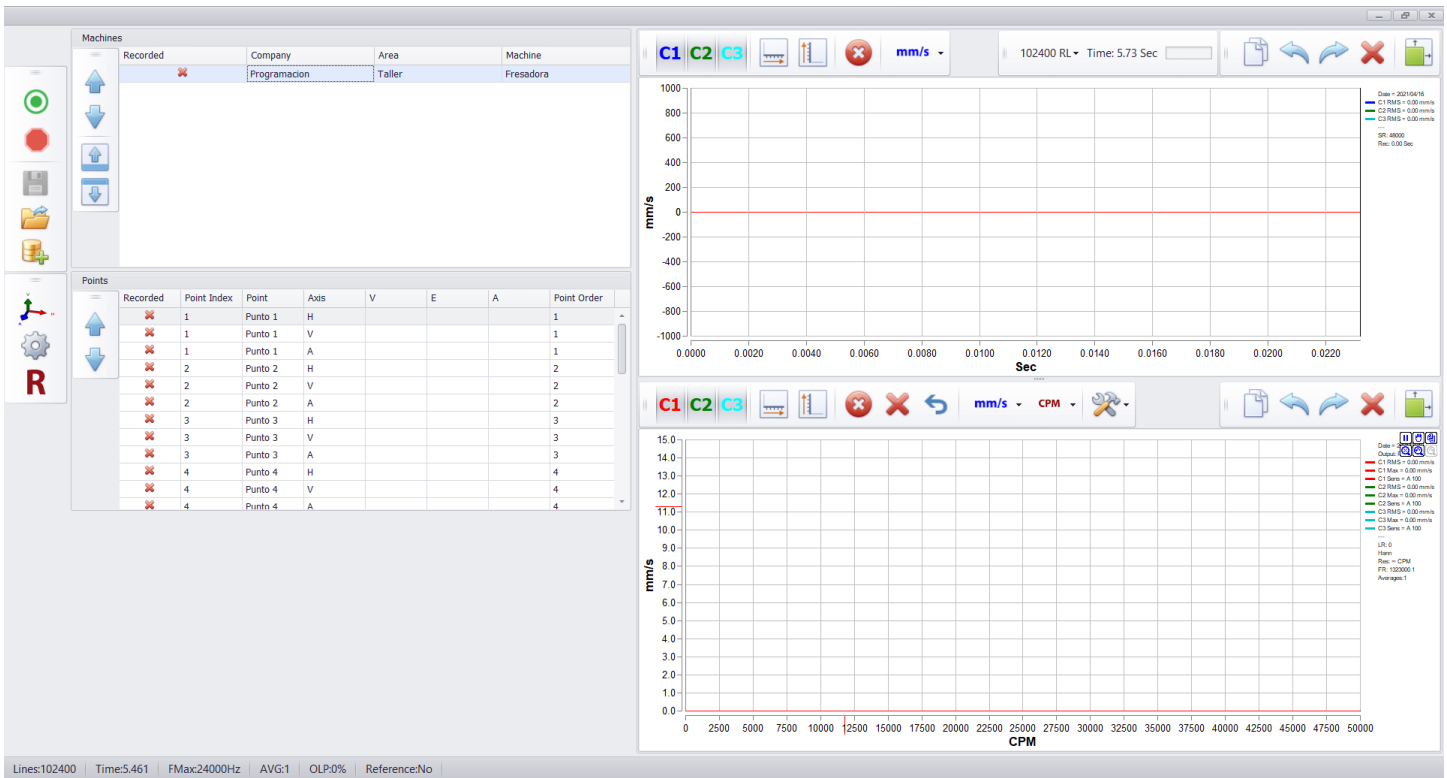 Machines
Recorded Company Area Machine
Programacion Taller Fresadora
Points
Recorded Point Index Point Axis V E A Point Order
1 Punto 1 H 1
1 Punto 1 V 1
1 Punto 1 A 1
2 Punto 2 H 2
2 Punto 2 V 2
2 Punto 2 A 2
3 Punto 3 H 3
3 Punto 3 V 3
3 Punto 3 A 3
4 Punto 4 H 4
4 Punto 4 V 4
4 Punto 4 A 4
R
C1 C2 C3 mm/s 102400 RL Time: 5.73 Sec
1000
800
600
400
200
0
-200
-400
-600
-800
-1000
mm/s
0.0000 0.0020 0.0040 0.0060 0.0080 0.0100 0.0120 0.0140 0.0160 0.0180 0.0200 0.0220
Sec
Date = 2021/04/16
C1 RMS = 0.00 mm/s
C2 RMS = 0.00 mm/s
C3 RMS = 0.00 mm/s
---
SR: 48000
Rec: 0.00 Sec
C1 C2 C3 mm/s CPM
15.0
14.0
13.0
12.0
11.0
10.0
9.0
8.0
7.0
6.0
5.0
4.0
3.0
2.0
1.0
0.0
mm/s
0 2500 5000 7500 10000 12500 15000 17500 20000 22500 25000 27500 30000 32500 35000 37500 40000 42500 45000 47500 50000
CPM
Date =
Output:
C1 RMS = 0.00 mm/s
C1 Max = 0.00 mm/s
C1 Sens = A 100
C2 RMS = 0.00 mm/s
C2 Max = 0.00 mm/s
C2 Sens = A 100
C3 RMS = 0.00 mm/s
C3 Max = 0.00 mm/s
C3 Sens = A 100
---
LR: 0
Hann
Res: = CPM
FR: 1323000:1
Averages:1
Lines:102400 Time:5.461 FMax:24000Hz AVG:1 OLP:0% Reference:No